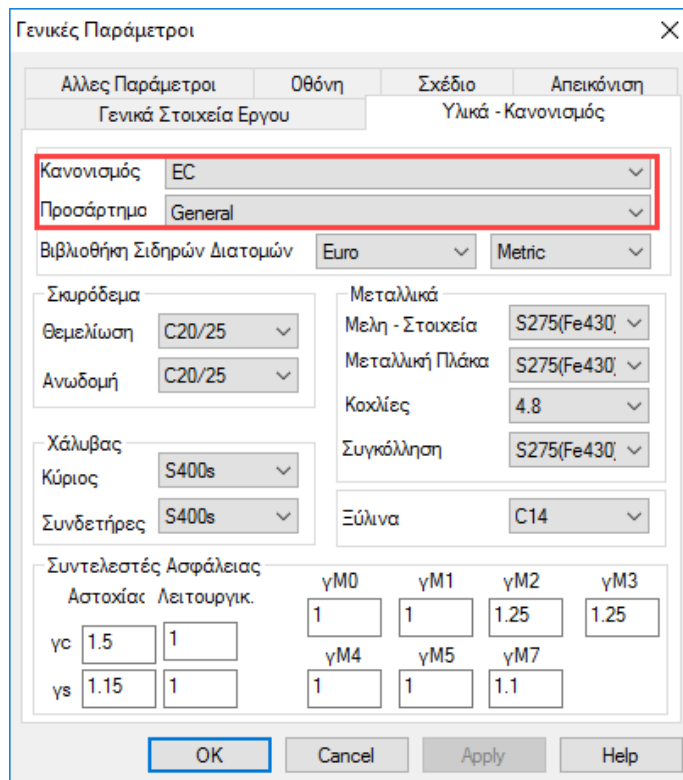 Γενικές Παράμετροι
Αλλες Παράμετροι Οθόνη Σχέδιο Απεικόνιση
Γενικά Στοιχεία Εργου Υλικά - Κανονισμός
Κανονισμός EC
Προσάρτημα General
Βιβλιοθήκη Σιδηρών Διατομών Euro Metric
Σκυρόδεμα
Θεμελίωση C20/25
Ανωδομή C20/25
Μεταλλικά
Μελη - Στοιχεία S275(Fe430)
Μεταλλική Πλάκα S275(Fe430)
Κοχλίες 4.8
Συγκόλληση S275(Fe430)
Χάλυβας
Κύριος S400s
Συνδετήρες S400s
Ξύλινα C14
Συντελεστές Ασφάλειας
Αστοχίας Λειτουργικ.
γc 1.5 1
γs 1.15 1
γM0 γM1 γM2 γM3
1 1 1.25 1.25
γM4 γM5 γM7
1 1 1.1
OK Cancel Apply Help